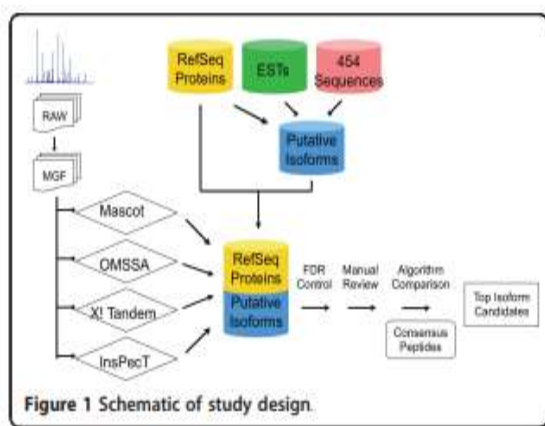 RefSeq
Proteins
ESTs
454
Sequences
RAW
Putative
Isoforms
MGF
Mascot
OMSSA
X! Tandem
InsPecT
RefSeq
Proteins
Putative
Isoforms
FDR
Control
Manual
Review
Algorithm
Comparison
Consensus
Peptides
Top Isoform
Candidates
Figure 1 Schematic of study design.